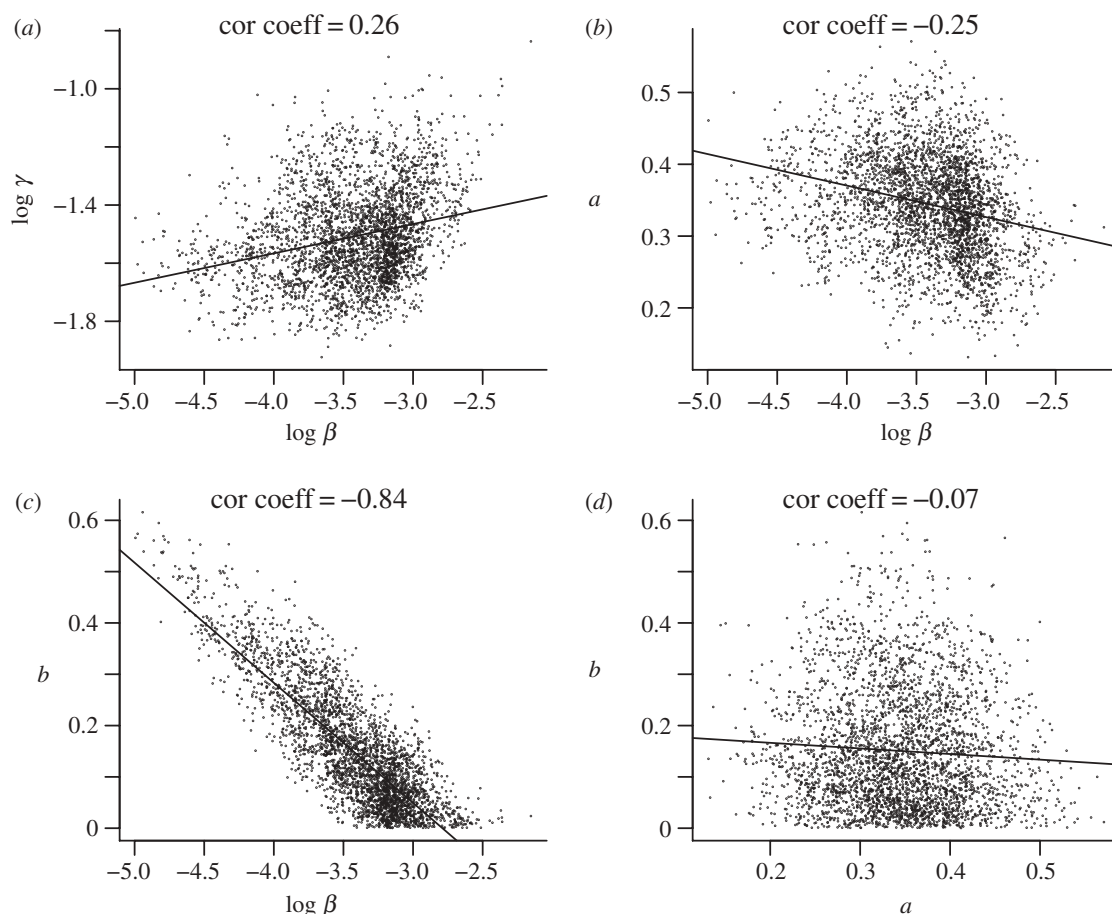 (a) cor coeff = 0.26
−1.0
−1.4
−1.8
log γ
−5.0 −4.5 −4.0 −3.5 −3.0 −2.5
log β
(b) cor coeff = −0.25
0.5
0.4
0.3
0.2
a
−5.0 −4.5 −4.0 −3.5 −3.0 −2.5
log β
(c) cor coeff = −0.84
0.6
0.4
0.2
0
b
−5.0 −4.5 −4.0 −3.5 −3.0 −2.5
log β
(d) cor coeff = −0.07
0.6
0.4
0.2
0
b
0.2 0.3 0.4 0.5
a